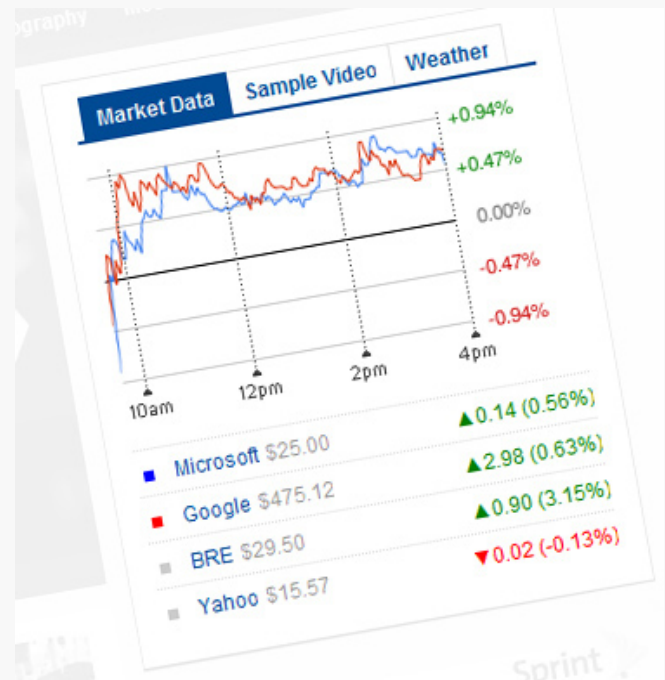 ography
Market Data Sample Video Weather
+0.94%
+0.47%
0.00%
-0.47%
-0.94%
10am 12pm 2pm 4pm
Microsoft $25.00 ▲0.14 (0.56%)
Google $475.12 ▲2.98 (0.63%)
BRE $29.50 ▲0.90 (3.15%)
Yahoo $15.57 ▼0.02 (-0.13%)
Sprint